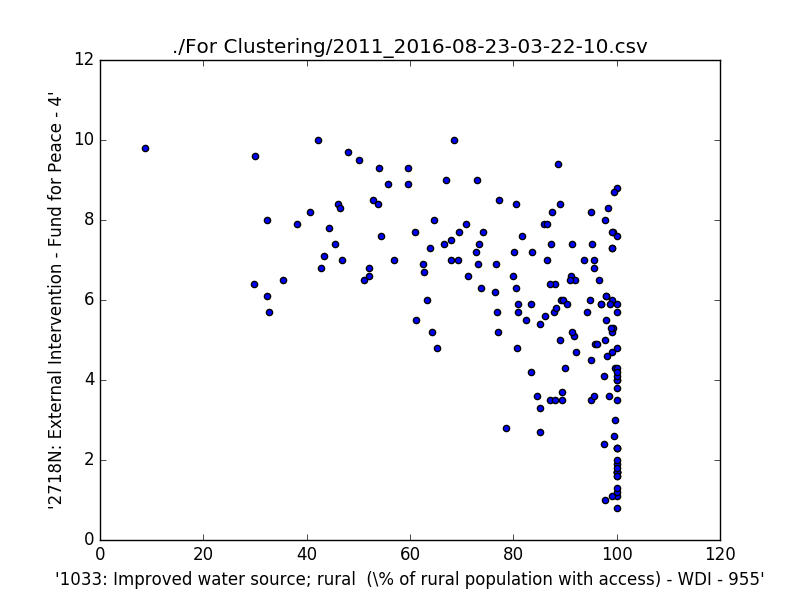 ./For Clustering/2011_2016-08-23-03-22-10.csv
12
10
8
6
4
2
0
'2718N: External Intervention - Fund for Peace - 4'
0 20 40 60 80 100 120
'1033: Improved water source; rural  (\% of rural population with access) - WDI - 955'